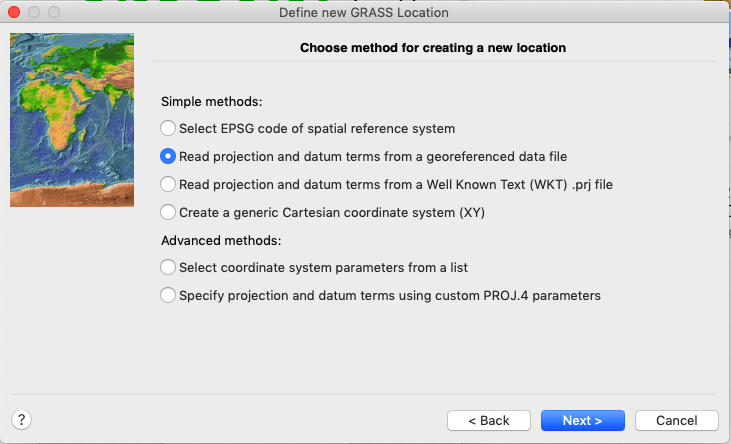 Define new GRASS Location
Choose method for creating a new location
Simple methods:
Select EPSG code of spatial reference system
Read projection and datum terms from a georeferenced data file
Read projection and datum terms from a Well Known Text (WKT) .prj file
Create a generic Cartesian coordinate system (XY)
Advanced methods:
Select coordinate system parameters from a list
Specify projection and datum terms using custom PROJ.4 parameters
? < Back Next > Cancel